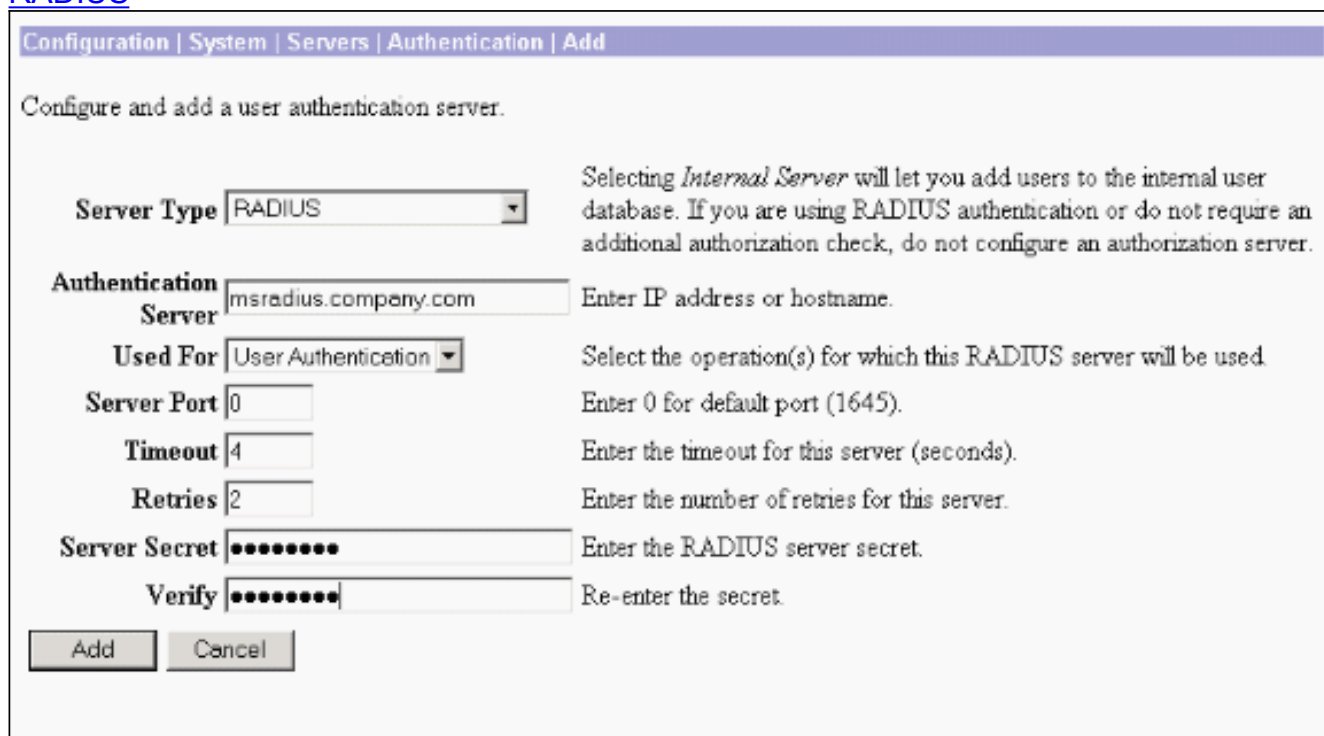 RADIUS
Configuration | System | Servers | Authentication | Add
Configure and add a user authentication server.
Server Type RADIUS
Selecting Internal Server will let you add users to the internal user
database. If you are using RADIUS authentication or do not require an
additional authorization check, do not configure an authorization server.
Authentication
Server msradius.company.com Enter IP address or hostname.
Used For User Authentication Select the operation(s) for which this RADIUS server will be used.
Server Port 0 Enter 0 for default port (1645).
Timeout 4 Enter the timeout for this server (seconds).
Retries 2 Enter the number of retries for this server.
Server Secret ●●●●●●●● Enter the RADIUS server secret.
Verify ●●●●●●●● Re-enter the secret.
Add Cancel